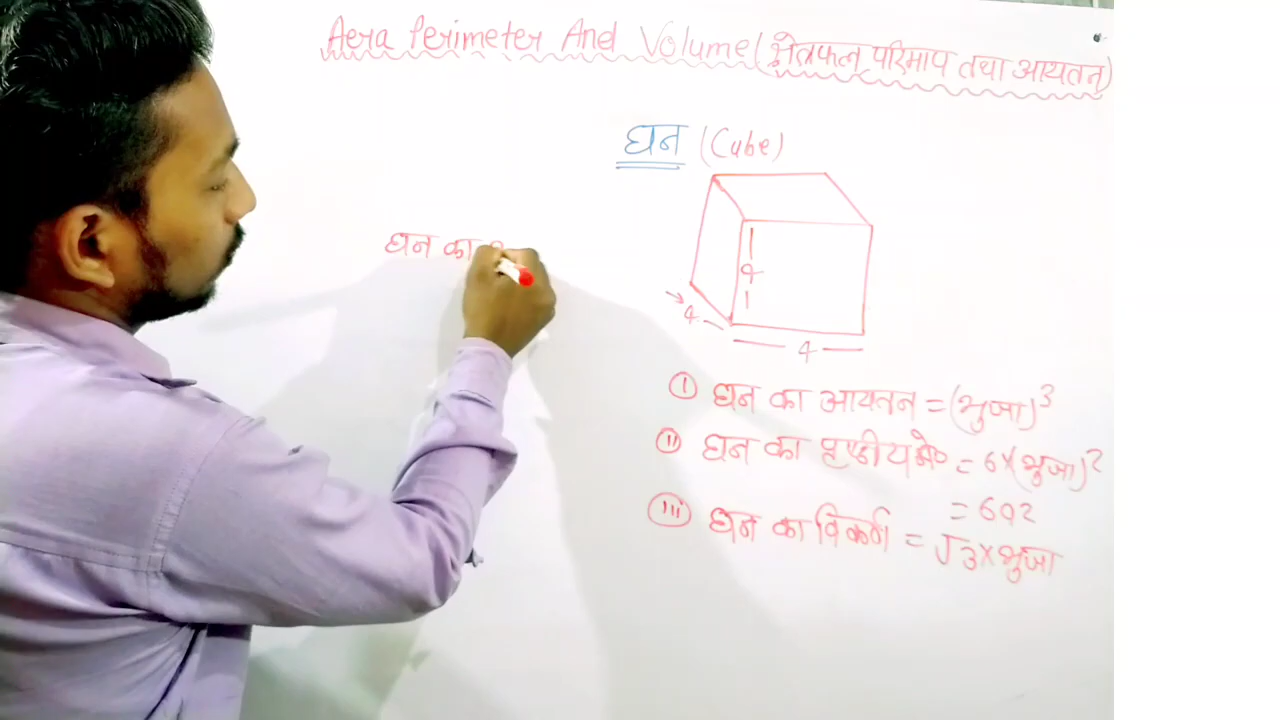 Aera Perimeter And Volume (क्षेत्रफल परिमाप तथा आयतन)
घन (Cube)
घन का
4
4
4
(i) घन का आयतन = (भुजा)³
(ii) घन का पृष्ठीय क्षे० = 6×(भुजा)²
= 6a2
(iii) घन का विकर्ण = √3×भुजा